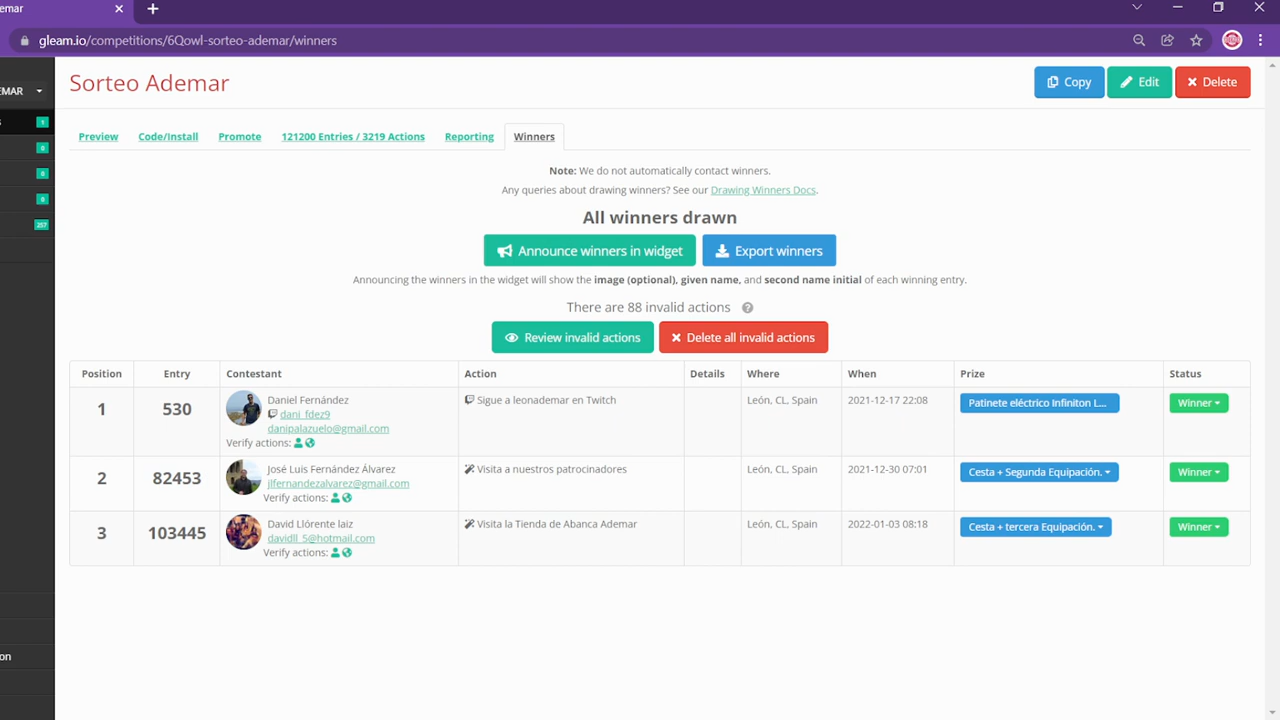 emar
gleam.io/competitions/6Qowl-sorteo-ademar/winners
EMAR
Sorteo Ademar
Copy
Edit
Delete
s
1
0
0
0
257
on
Preview
Code/Install
Promote
121200 Entries / 3219 Actions
Reporting
Winners
Note: We do not automatically contact winners.
Any queries about drawing winners? See our Drawing Winners Docs.
All winners drawn
Announce winners in widget
Export winners
Announcing the winners in the widget will show the image (optional), given name, and second name initial of each winning entry.
There are 88 invalid actions ?
Review invalid actions
Delete all invalid actions
Position Entry Contestant Action Details Where When Prize Status
1 530 Daniel Fernández Sigue a leonademar en Twitch León, CL, Spain 2021-12-17 22:08 Patinete eléctrico Infiniton L... Winner
dani_fdez9
danipalazuelo@gmail.com
Verify actions:
2 82453 José Luis Fernández Álvarez Visita a nuestros patrocinadores León, CL, Spain 2021-12-30 07:01 Cesta + Segunda Equipación. Winner
jlfernandezalvarez@gmail.com
Verify actions:
3 103445 David Llórente laiz Visita la Tienda de Abanca Ademar León, CL, Spain 2022-01-03 08:18 Cesta + tercera Equipación. Winner
davidll_5@hotmail.com
Verify actions: